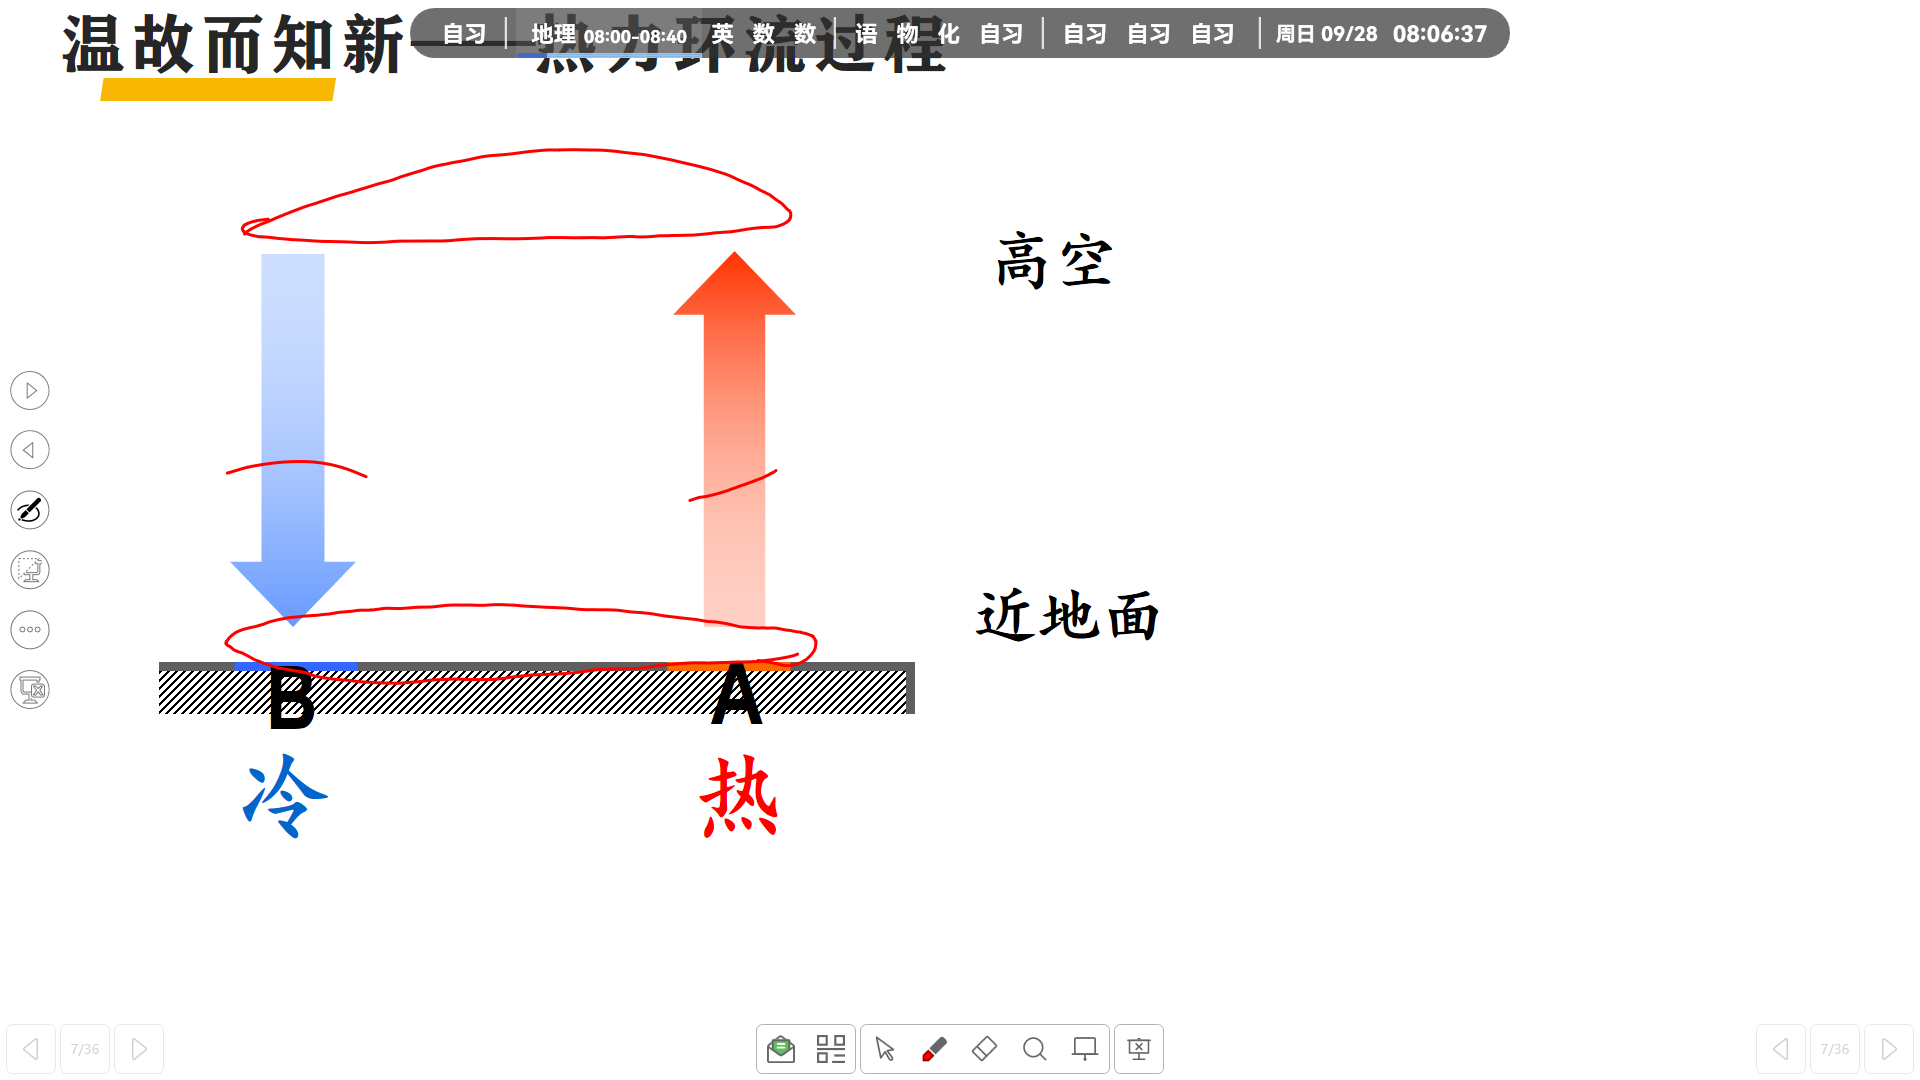 温故而知新——热力环流过程
自习 地理 08:00-08:40 英 数 数 语 物 化 自习 自习 自习 自习 周日 09/28 08:06:37
高空
近地面
B A
冷 热
7/36 7/36